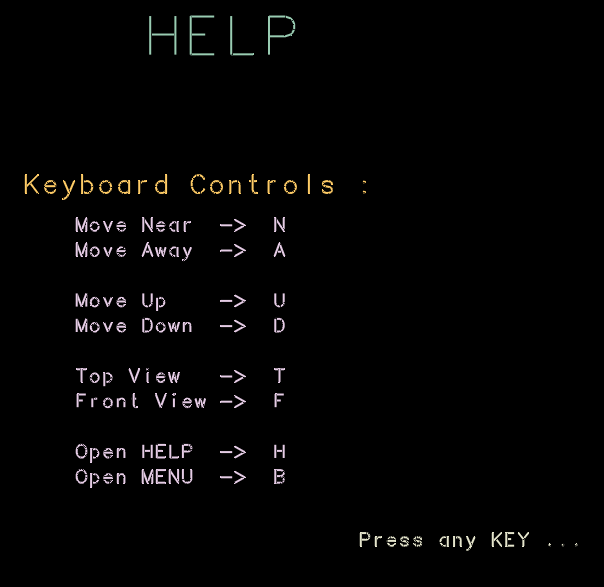 HELP
Keyboard Controls :
Move Near -> N
Move Away -> A
Move Up -> U
Move Down -> D
Top View -> T
Front View -> F
Open HELP -> H
Open MENU -> B
Press any KEY ...